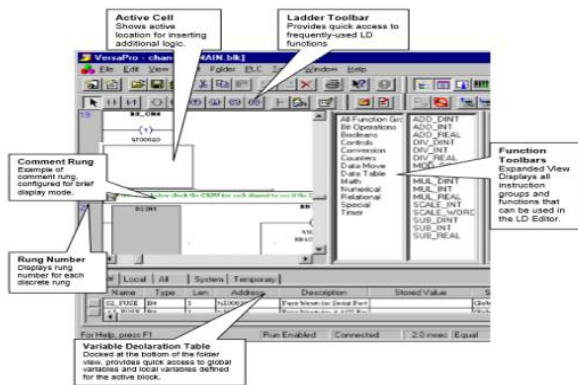 Active Cell
Shows active
location for inserting
additional logic.
Ladder Toolbar
Provides quick access to
frequently-used LD
functions
VersaPro - MAIN.blk]
File Edit View Folder PLC Window Help
Comment Rung
Example of
comment rung,
configured for brief
display mode.
Rung Number
Displays rung
number for each
discrete rung
All Function
Bit Operations
Booleans
Controls
Conversion
Counters
Data Move
Data Table
Math
Numerical
Relational
Special
Timer
ADD_DINT
ADD_INT
ADD_REAL
DIV_DINT
DIV_INT
DIV_REAL
MUL_DINT
MUL_INT
MUL_REAL
SCALE_INT
SCALE_WORD
SUB_DINT
SUB_INT
SUB_REAL
Function
Toolbars
Expanded View
Displays all
instruction
groups and
functions that
can be used in
the LD Editor.
Local All System Temporary
Name Type Len Address Description Stored Value
For Help, press F1 Run Enabled Connected 2.0 msec Equal
Variable Declaration Table
Docked at the bottom of the folder
view, provides quick access to global
variables and local variables defined
for the active block.